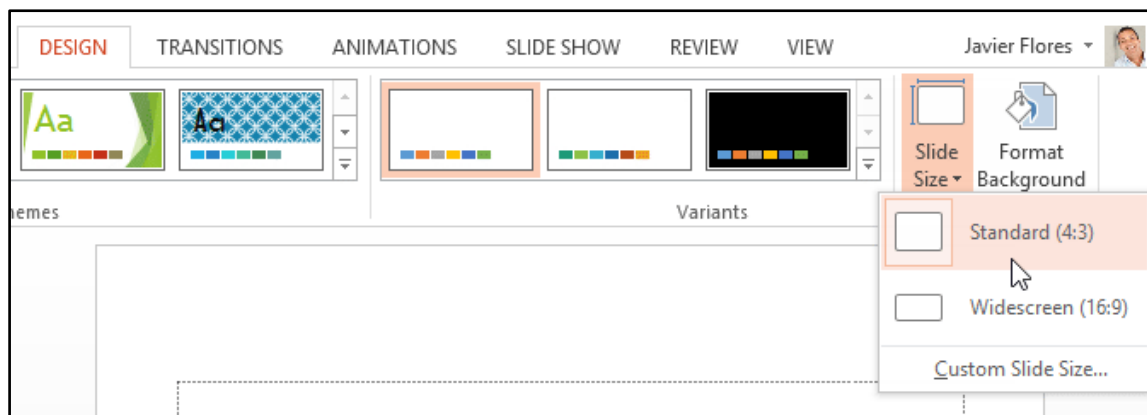 DESIGN TRANSITIONS ANIMATIONS SLIDE SHOW REVIEW VIEW Javier Flores
Aa Aa
Slide Format
Size Background
emes Variants
Standard (4:3)
Widescreen (16:9)
Custom Slide Size...